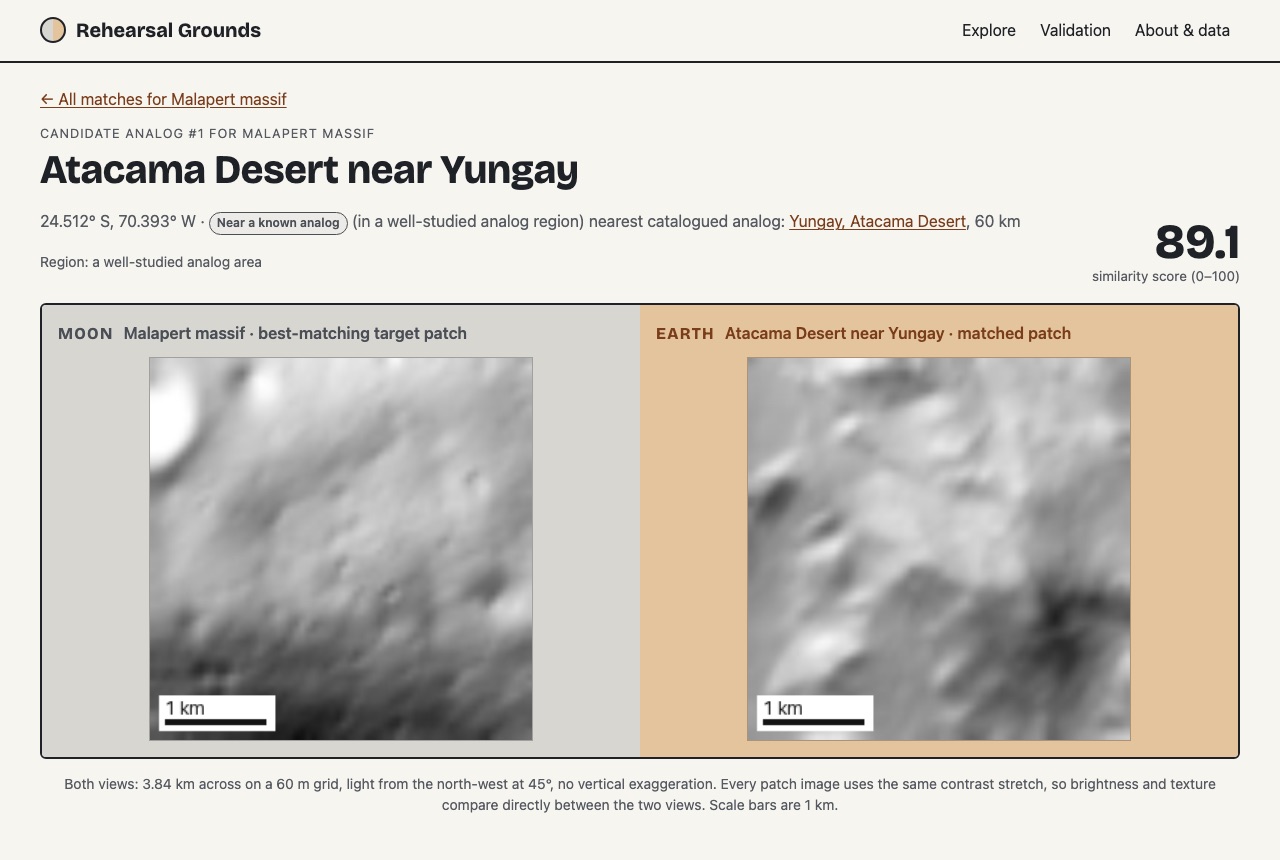 Rehearsal Grounds
Explore Validation About & data
← All matches for Malapert massif
CANDIDATE ANALOG #1 FOR MALAPERT MASSIF
Atacama Desert near Yungay
24.512° S, 70.393° W · Near a known analog (in a well-studied analog region) nearest catalogued analog: Yungay, Atacama Desert, 60 km
Region: a well-studied analog area
89.1
similarity score (0–100)
MOON Malapert massif · best-matching target patch
1 km
EARTH Atacama Desert near Yungay · matched patch
1 km
Both views: 3.84 km across on a 60 m grid, light from the north-west at 45°, no vertical exaggeration. Every patch image uses the same contrast stretch, so brightness and texture
compare directly between the two views. Scale bars are 1 km.